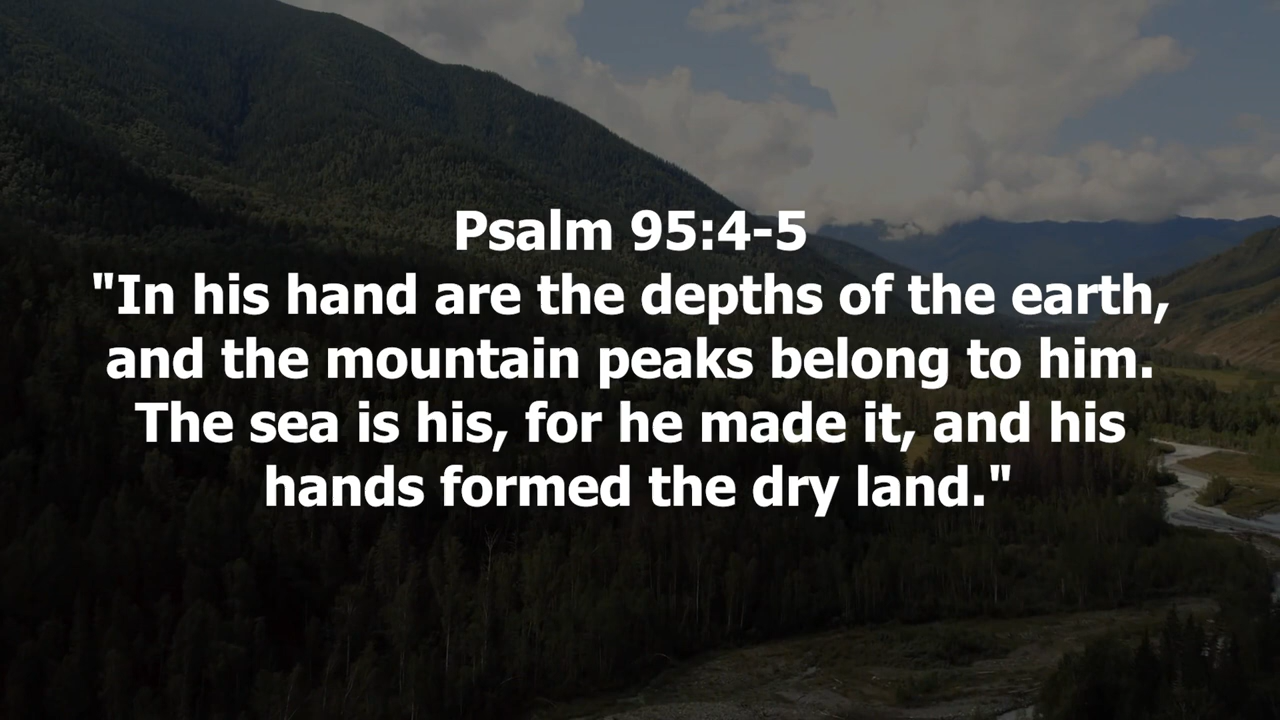 Psalm 95:4-5
"In his hand are the depths of the earth,
and the mountain peaks belong to him.
The sea is his, for he made it, and his
hands formed the dry land."